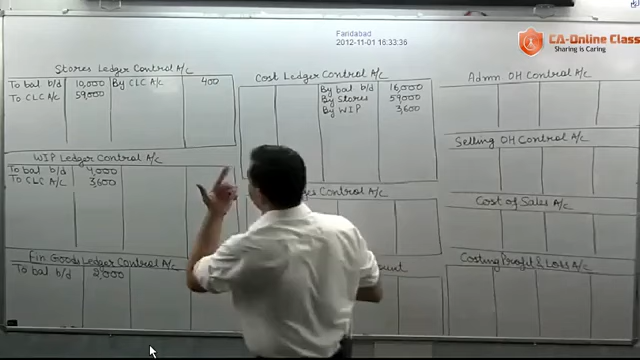 Faridabad
2012-11-01 16:33:36
CA-Online Class
Sharing is Caring
Stores Ledger Control A/c
To bal b/d 10,000 By CLC A/c 400
To CLC A/c 59,000
WIP Ledger Control A/c
To bal b/d 4,000
To CLC A/c 3,600
Fin Goods Ledger Control A/c
To bal b/d 2,000
Cost Ledger Control A/c
By bal b/d 16,000
By Stores 59,000
By WIP 3,600
Control A/c
Admn OH Control A/c
Selling OH Control A/c
Cost of Sales A/c
Costing Profit & Loss A/c